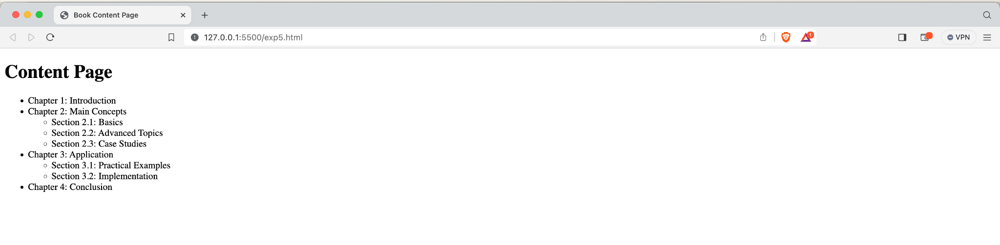 Book Content Page
127.0.0.1:5500/exp5.html
1
VPN
Content Page
Chapter 1: Introduction
Chapter 2: Main Concepts
Section 2.1: Basics
Section 2.2: Advanced Topics
Section 2.3: Case Studies
Chapter 3: Application
Section 3.1: Practical Examples
Section 3.2: Implementation
Chapter 4: Conclusion